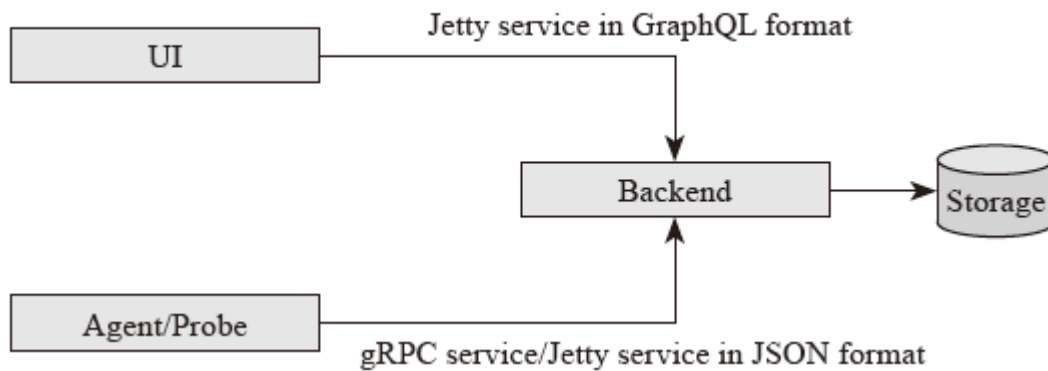 Jetty service in GraphQL format
UI
Backend
Storage
Agent/Probe
gRPC service/Jetty service in JSON format